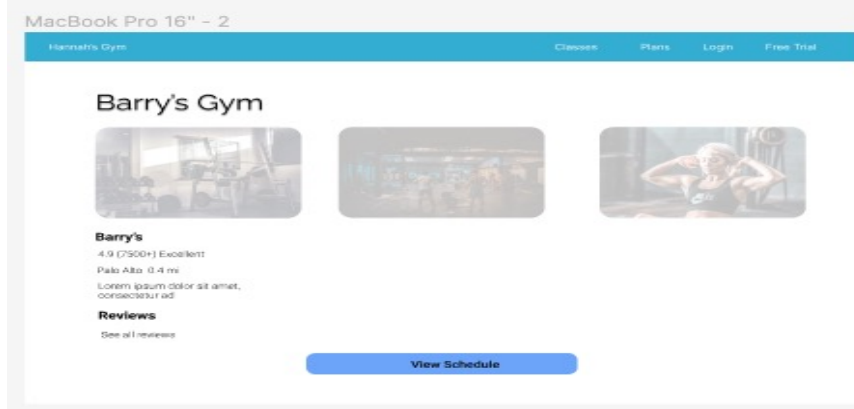 MacBook Pro 16" - 2
Hannah's Gym Classes Plans Login Free Trial
Barry's Gym
Barry's
4.9 (7500+) Excellent
Palo Alto 0.4 mi
Lorem ipsum dolor sit amet,
consectetur ad
Reviews
See all reviews
View Schedule